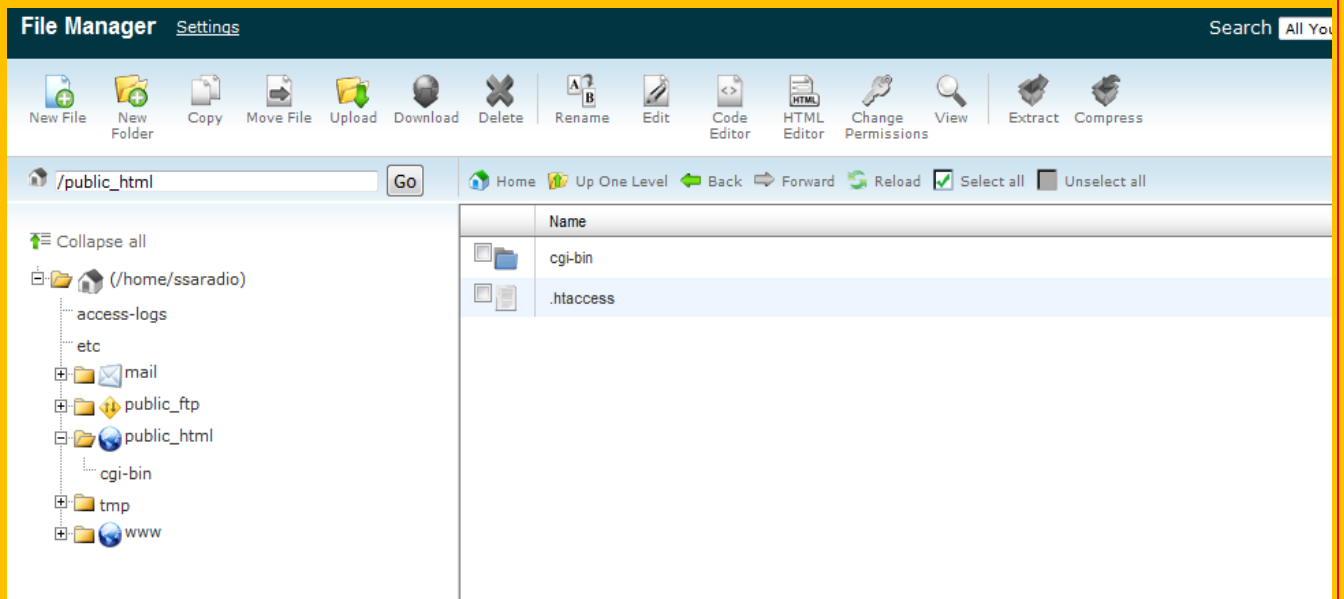 File Manager Settings Search All You
New File New Folder Copy Move File Upload Download Delete Rename Edit Code Editor HTML Editor Change Permissions View Extract Compress
/public_html Go Home Up One Level Back Forward Reload Select all Unselect all
Name
Collapse all
cgi-bin
(/home/ssaradio)
.htaccess
access-logs
etc
mail
public_ftp
public_html
cgi-bin
tmp
www